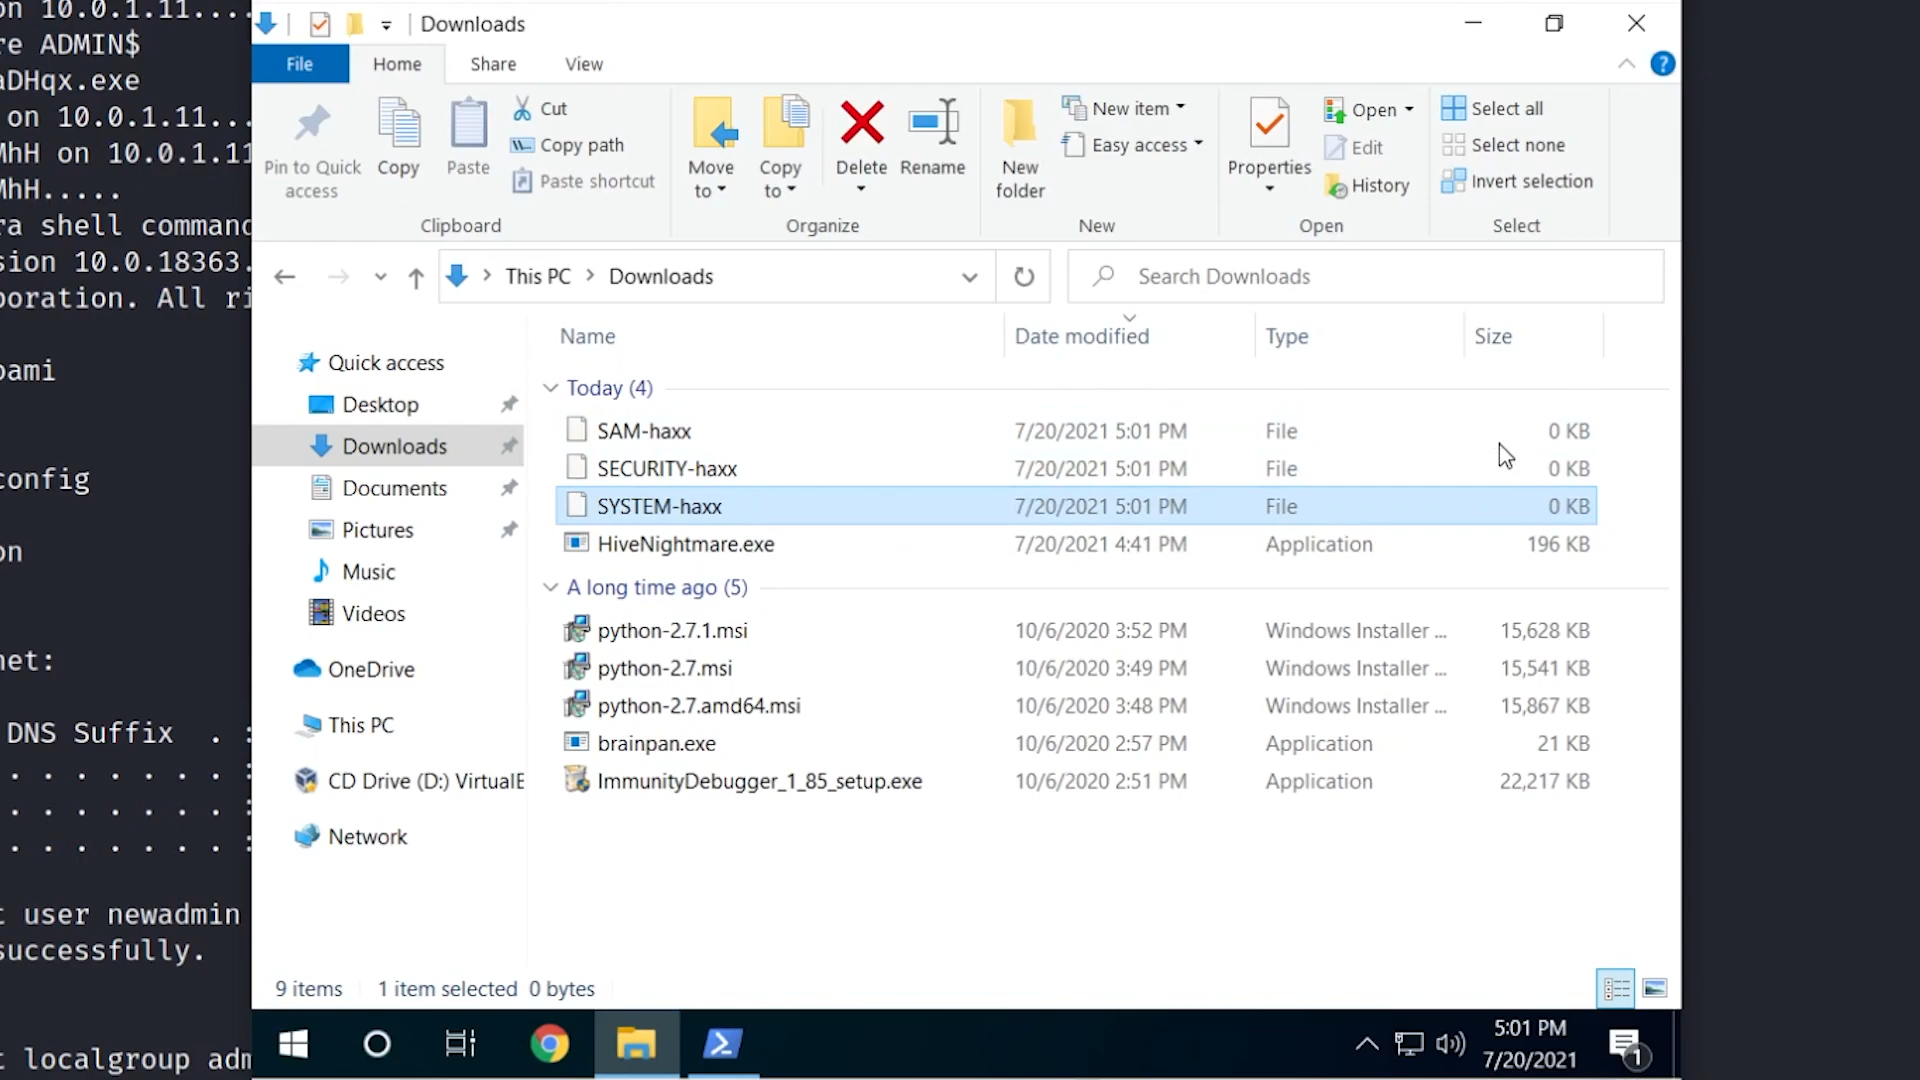 on 10.0.1.11....
re ADMIN$
aDHqx.exe
on 10.0.1.11...
MhH on 10.0.1.11
MhH.....
ra shell command
sion 10.0.18363.
poration. All ri
oami
config
on
net:
DNS Suffix . :
. . . . . . . :
. . . . . . . :
. . . . . . . :
t user newadmin
successfully.
t localgroup adm
Downloads
File Home Share View
Pin to Quick access
Copy
Paste
Cut
Copy path
Paste shortcut
Clipboard
Move to
Copy to
Delete
Rename
Organize
New folder
New item
Easy access
New
Properties
Open
Edit
History
Open
Select all
Select none
Invert selection
Select
This PC Downloads
Search Downloads
Quick access
Desktop
Downloads
Documents
Pictures
Music
Videos
OneDrive
This PC
CD Drive (D:) VirtualE
Network
Name Date modified Type Size
Today (4)
SAM-haxx 7/20/2021 5:01 PM File 0 KB
SECURITY-haxx 7/20/2021 5:01 PM File 0 KB
SYSTEM-haxx 7/20/2021 5:01 PM File 0 KB
HiveNightmare.exe 7/20/2021 4:41 PM Application 196 KB
A long time ago (5)
python-2.7.1.msi 10/6/2020 3:52 PM Windows Installer ... 15,628 KB
python-2.7.msi 10/6/2020 3:49 PM Windows Installer ... 15,541 KB
python-2.7.amd64.msi 10/6/2020 3:48 PM Windows Installer ... 15,867 KB
brainpan.exe 10/6/2020 2:57 PM Application 21 KB
ImmunityDebugger_1_85_setup.exe 10/6/2020 2:51 PM Application 22,217 KB
9 items 1 item selected 0 bytes
5:01 PM
7/20/2021
1